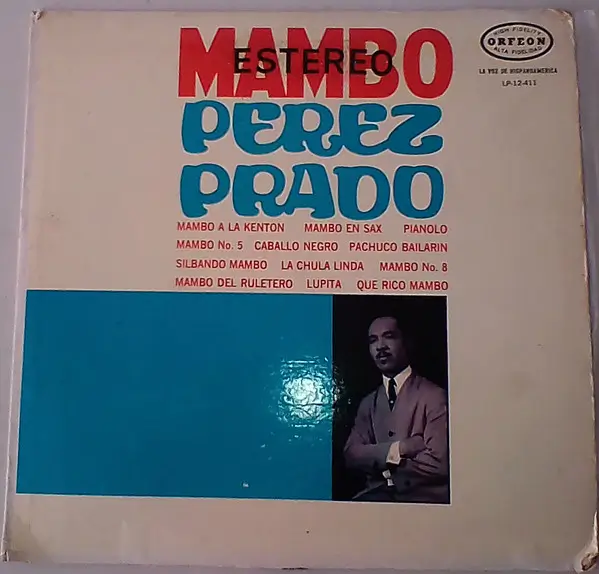 MAMBO
ESTEREO
PEREZ
PRADO
HIGH FIDELITY
ORFEON
ALTA FIDELIDAD
LA VOZ DE HISPANOAMERICA
LP-12-411
MAMBO A LA KENTON MAMBO EN SAX PIANOLO
MAMBO No. 5 CABALLO NEGRO PACHUCO BAILARIN
SILBANDO MAMBO LA CHULA LINDA MAMBO No. 8
MAMBO DEL RULETERO LUPITA QUE RICO MAMBO